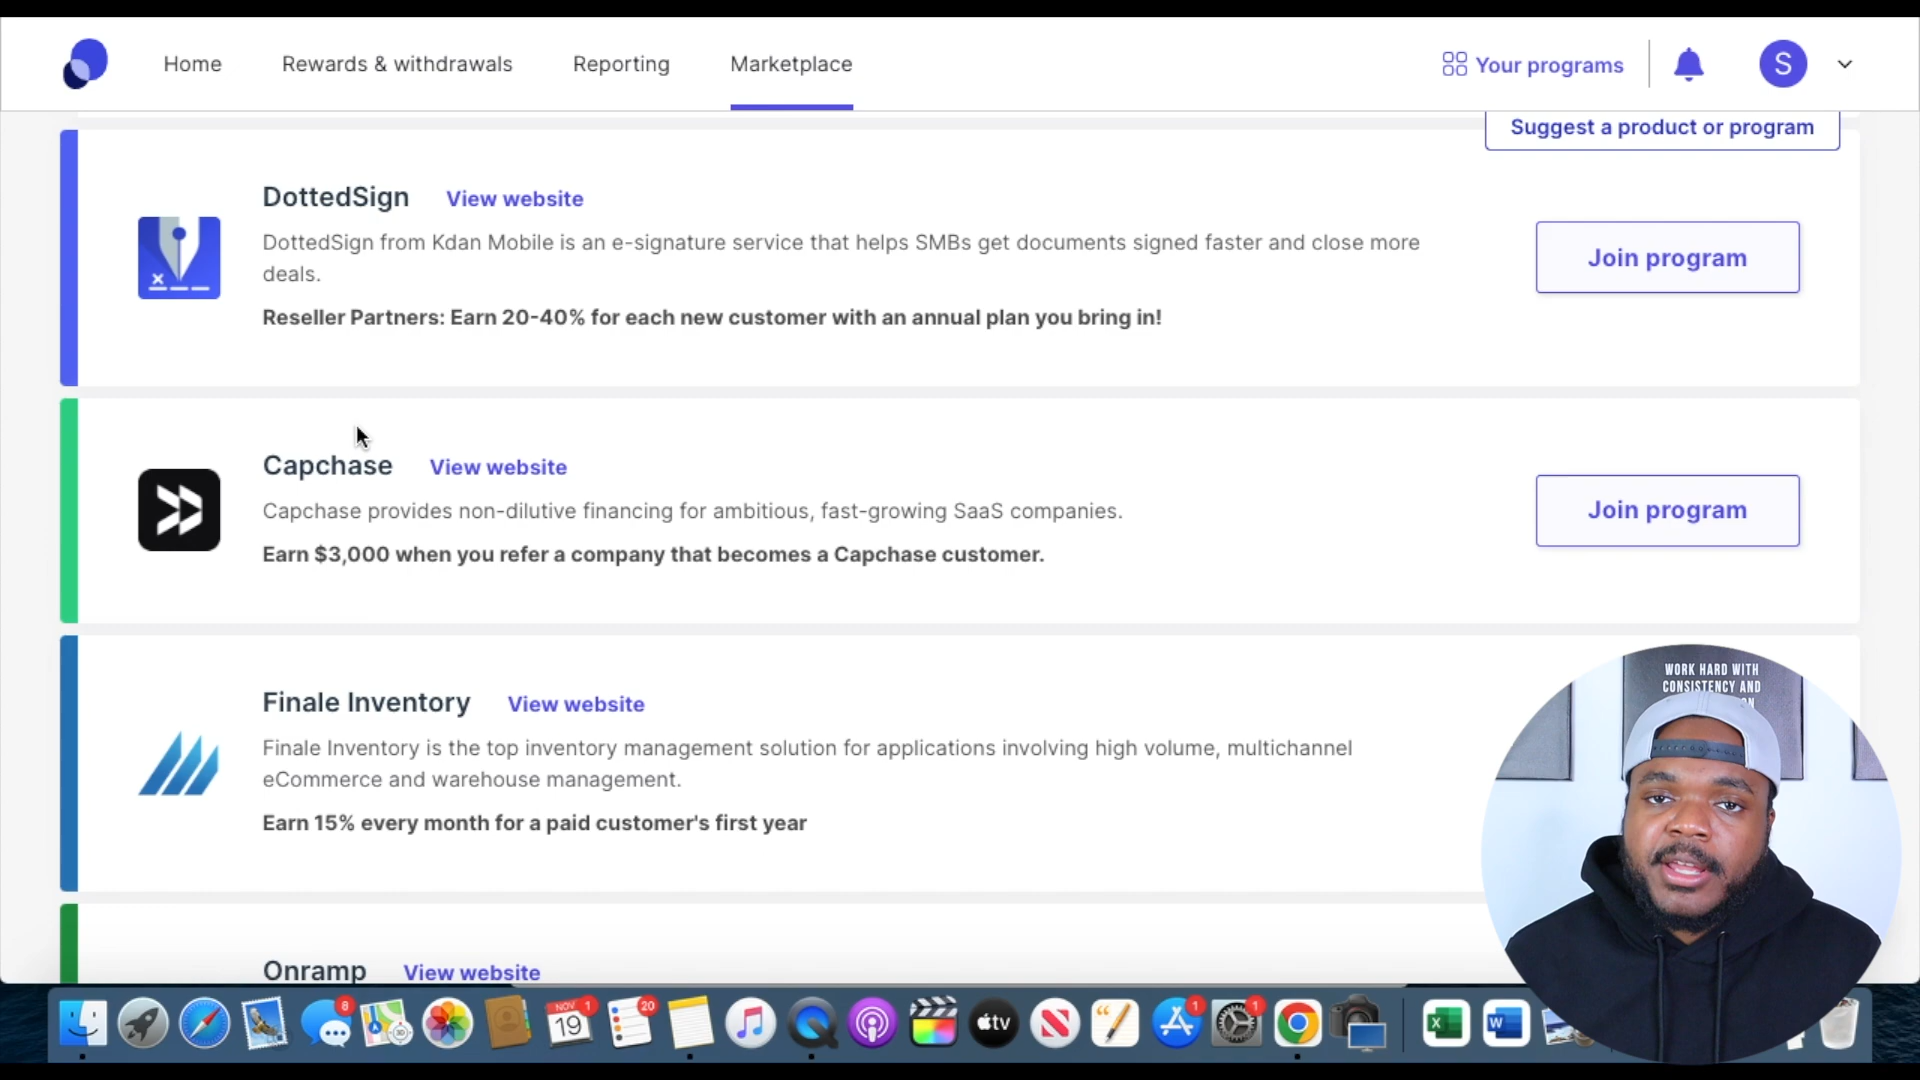 Home
Rewards & withdrawals
Reporting
Marketplace
Your programs
S
Suggest a product or program
DottedSign
View website
DottedSign from Kdan Mobile is an e-signature service that helps SMBs get documents signed faster and close more
deals.
Reseller Partners: Earn 20-40% for each new customer with an annual plan you bring in!
Join program
Capchase
View website
Capchase provides non-dilutive financing for ambitious, fast-growing SaaS companies.
Earn $3,000 when you refer a company that becomes a Capchase customer.
Join program
Finale Inventory
View website
Finale Inventory is the top inventory management solution for applications involving high volume, multichannel
eCommerce and warehouse management.
Earn 15% every month for a paid customer's first year
WORK HARD WITH
CONSISTENCY AND
Onramp
View website
8
NOV
19
1
20
tv
1
1
X
W